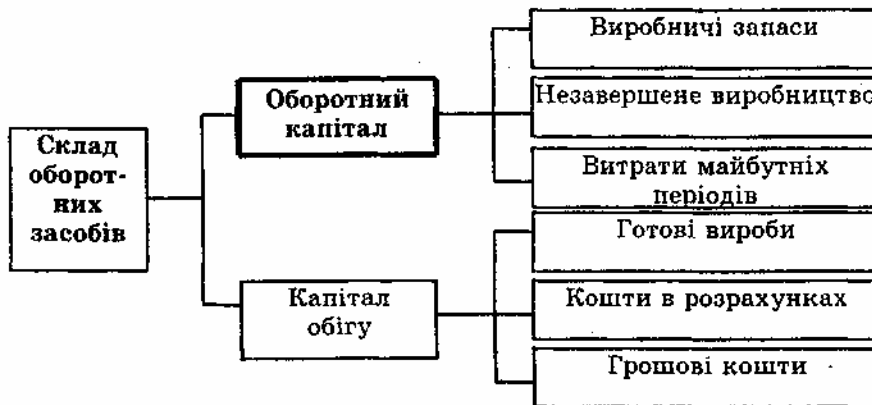 Склад
оборот-
них
засобів
Оборотний
капітал
Виробничі запаси
Незавершене виробництво
Витрати майбутніх
періодів
Капітал
обігу
Готові вироби
Кошти в розрахунках
Грошові кошти